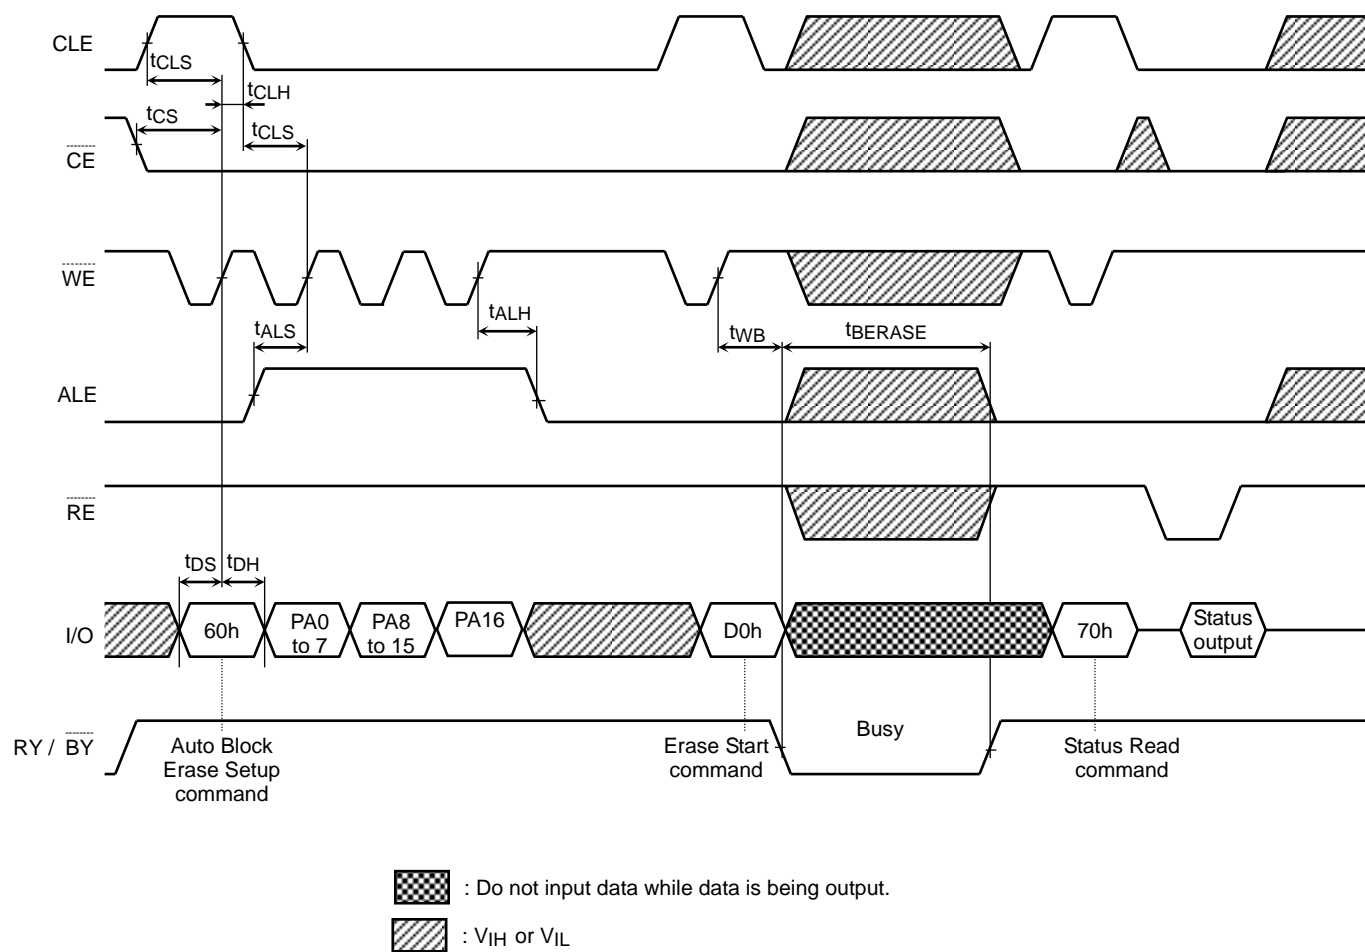 CLE
tCLS
tCLH
tCS
tCLS
CE
WE
tALS
tALH
tWB
tBERASE
ALE
RE
tDS
tDH
I/O
60h
PA0
to 7
PA8
to 15
PA16
D0h
70h
Status
output
RY / BY
Auto Block
Erase Setup
command
Erase Start
command
Busy
Status Read
command
: Do not input data while data is being output.
: VIH or VIL